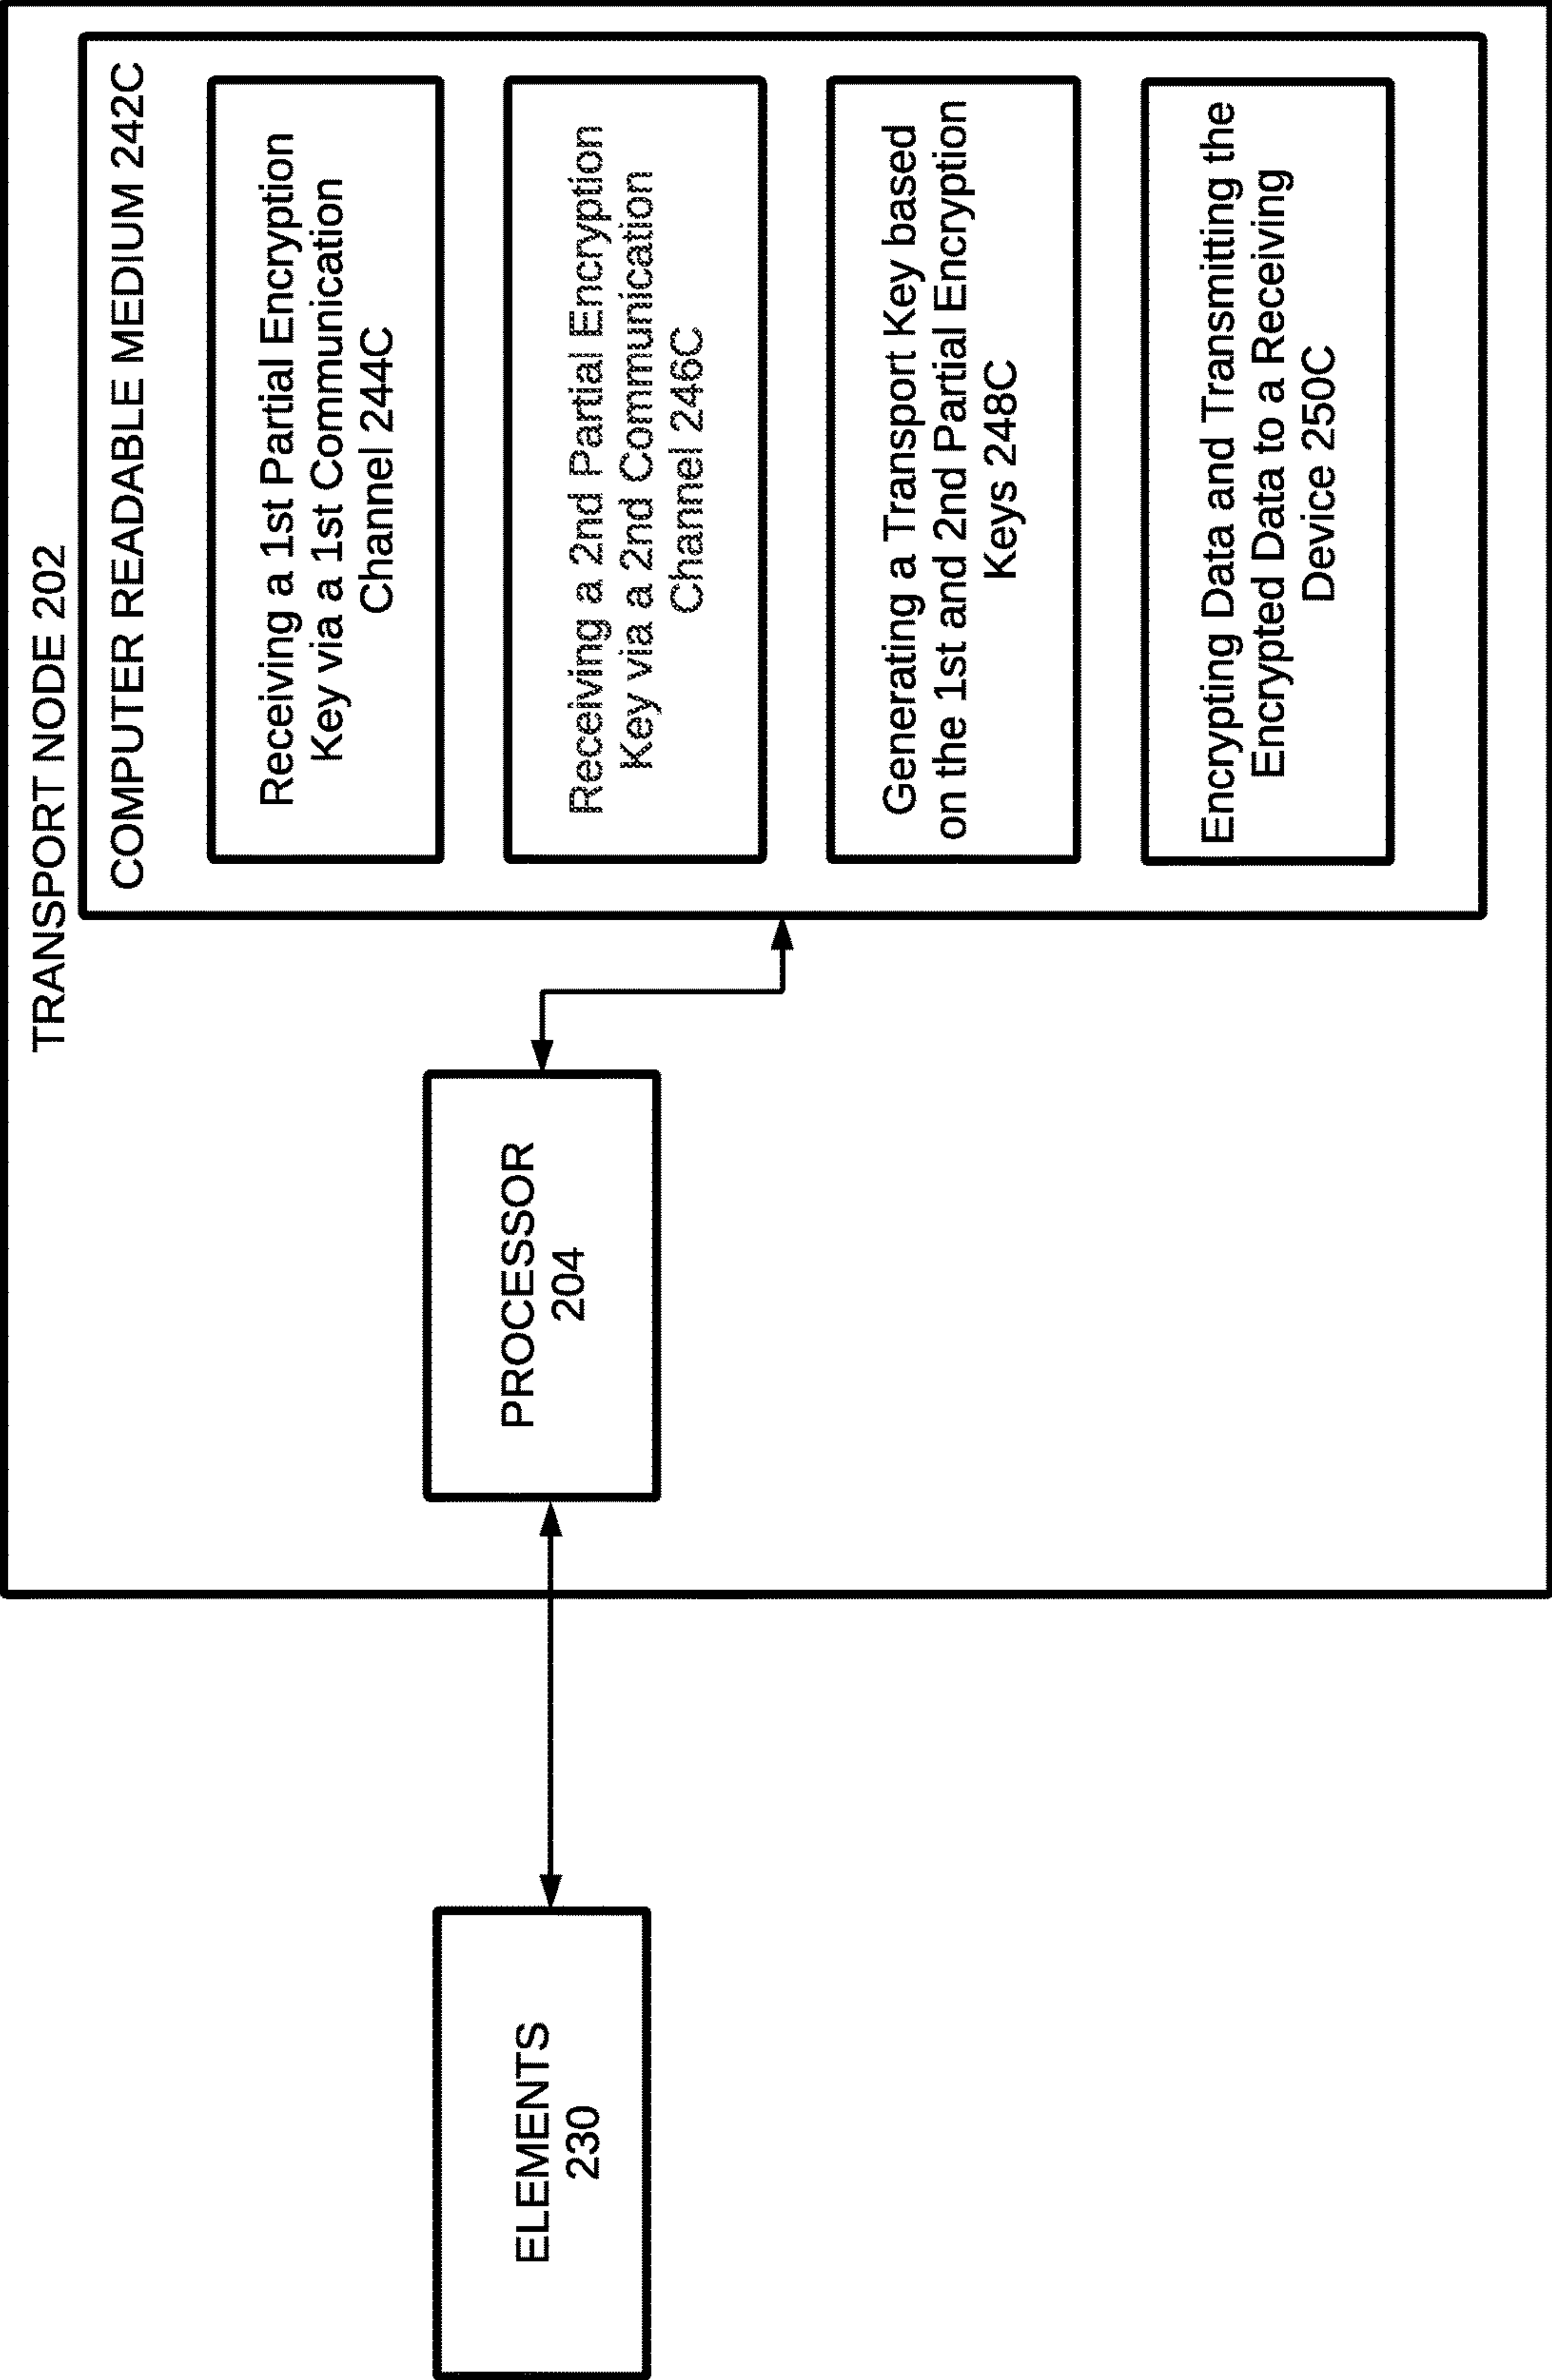 TRANSPORT NODE 202
COMPUTER READABLE MEDIUM 242C
Receiving a 1st Partial Encryption
Key via a 1st Communication
Channel 244C
Receiving a 2nd Partial Encryption
Key via a 2nd Communication
Channel 246C
Generating a Transport Key based
on the 1st and 2nd Partial Encryption
Keys 248C
Encrypting Data and Transmitting the
Encrypted Data to a Receiving
Device 250C
PROCESSOR
204
ELEMENTS
230